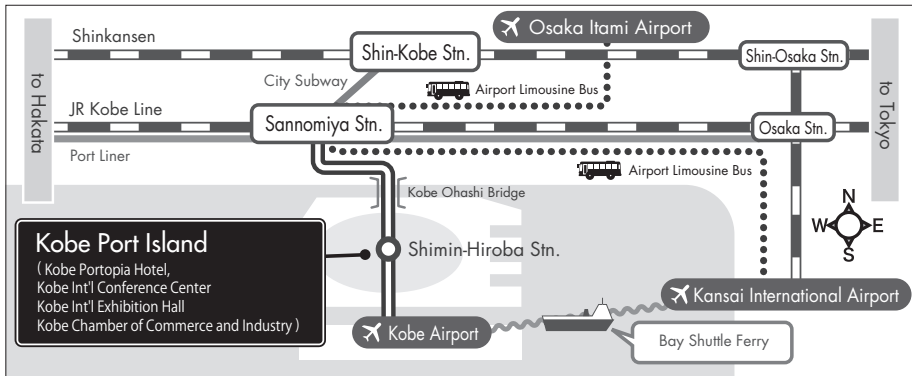 Osaka Itami Airport
Shinkansen
Shin-Kobe Stn.
Shin-Osaka Stn.
to Hakata
to Tokyo
City Subway
Airport Limousine Bus
JR Kobe Line
Sannomiya Stn.
Osaka Stn.
Port Liner
Airport Limousine Bus
Kobe Ohashi Bridge
N
W E
S
Kobe Port Island
( Kobe Portopia Hotel,
Kobe Int'l Conference Center
Kobe Int'l Exhibition Hall
Kobe Chamber of Commerce and Industry )
Shimin-Hiroba Stn.
Kansai International Airport
Kobe Airport
Bay Shuttle Ferry